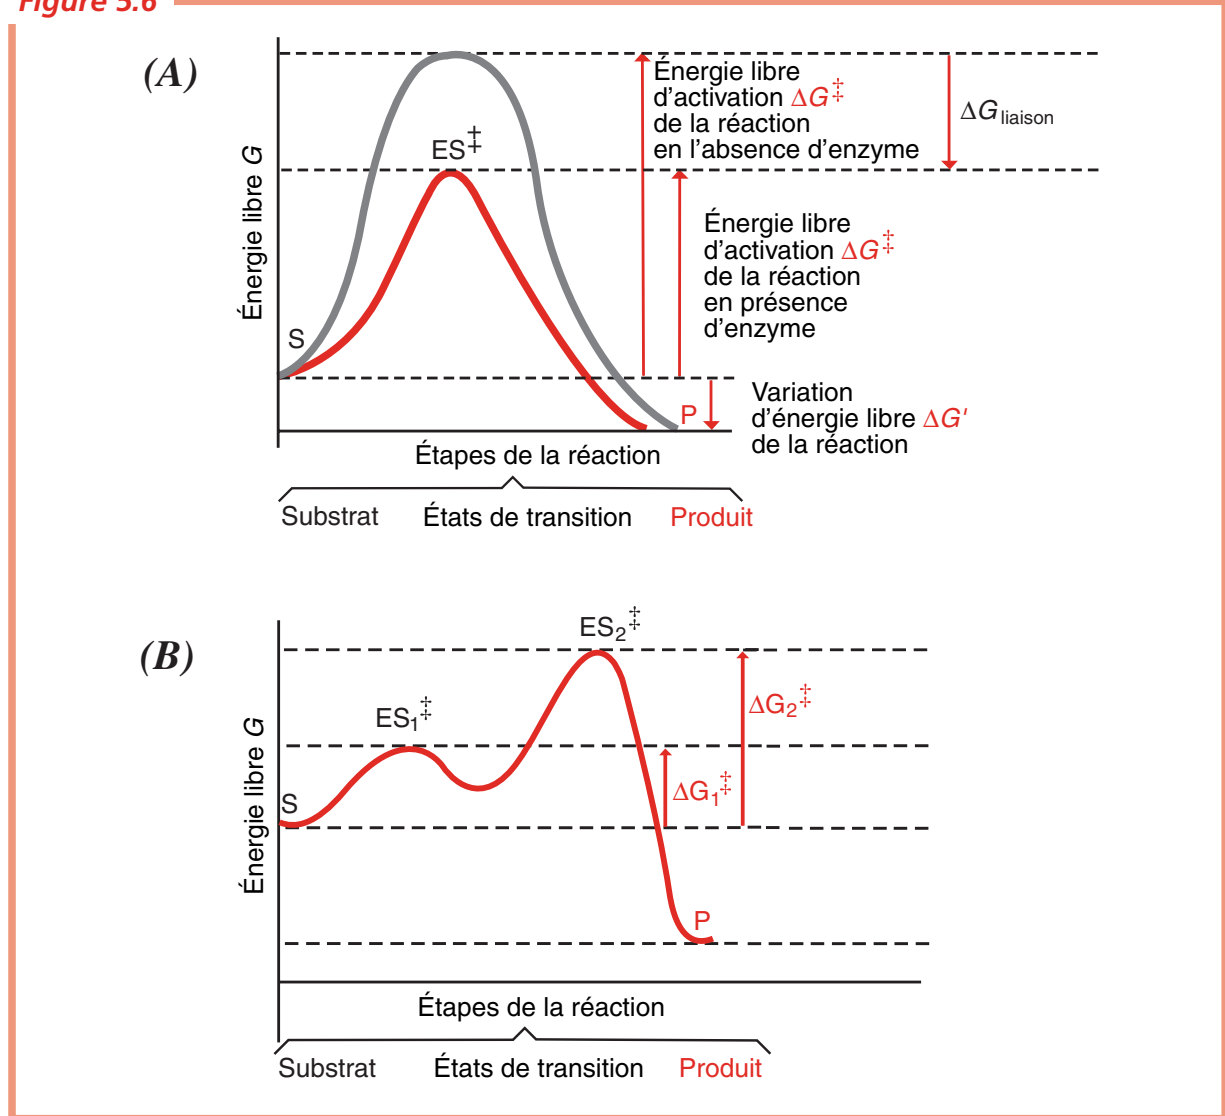 Figure 5.6
(A)
Énergie libre G
S
ES‡
Énergie libre
d'activation ΔG‡
de la réaction
en l'absence d'enzyme
ΔGliaison
Énergie libre
d'activation ΔG‡
de la réaction
en présence
d'enzyme
P
Variation
d'énergie libre ΔG'
de la réaction
Étapes de la réaction
Substrat États de transition Produit
(B)
Énergie libre G
S
ES₁‡
ES₂‡
ΔG₁‡
ΔG₂‡
P
Étapes de la réaction
Substrat États de transition Produit